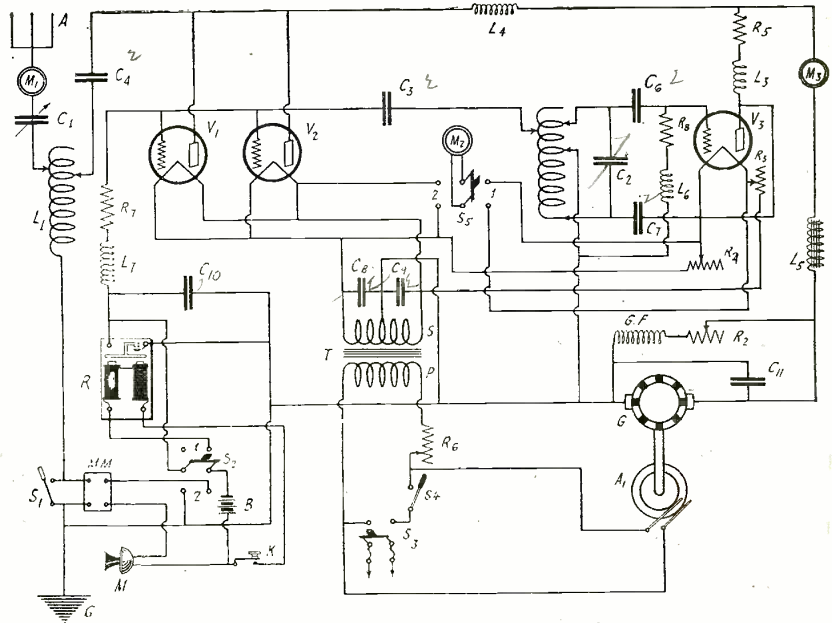 A
M1
C1
C4
L4
R5
L3
M3
C3
C6
V1
V2
M2
R8
V3
C2
R3
L1
R7
2
S5
1
L6
C7
L7
C10
C8
C9
R4
L5
S
G.F
R2
T
P
C11
R
G
R6
1
S2
A1
S1
MM
2
B
S4
S3
K
M
G